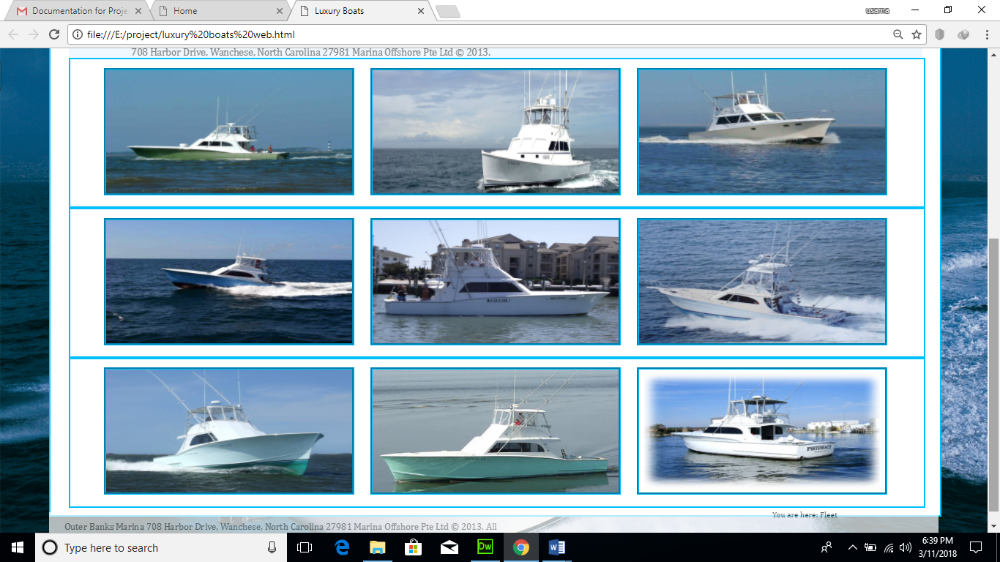 Documentation for Proje
Home
Luxury Boats
usama
file:///E:/project/luxury%20boats%20web.html
708 Harbor Drive, Wanchese, North Carolina 27981 Marina Offshore Pte Ltd © 2013.
You are here: Fleet
Outer Banks Marina 708 Harbor Drive, Wanchese, North Carolina 27981 Marina Offshore Pte Ltd © 2013. All
Type here to search
Dw
6:39 PM
3/11/2018